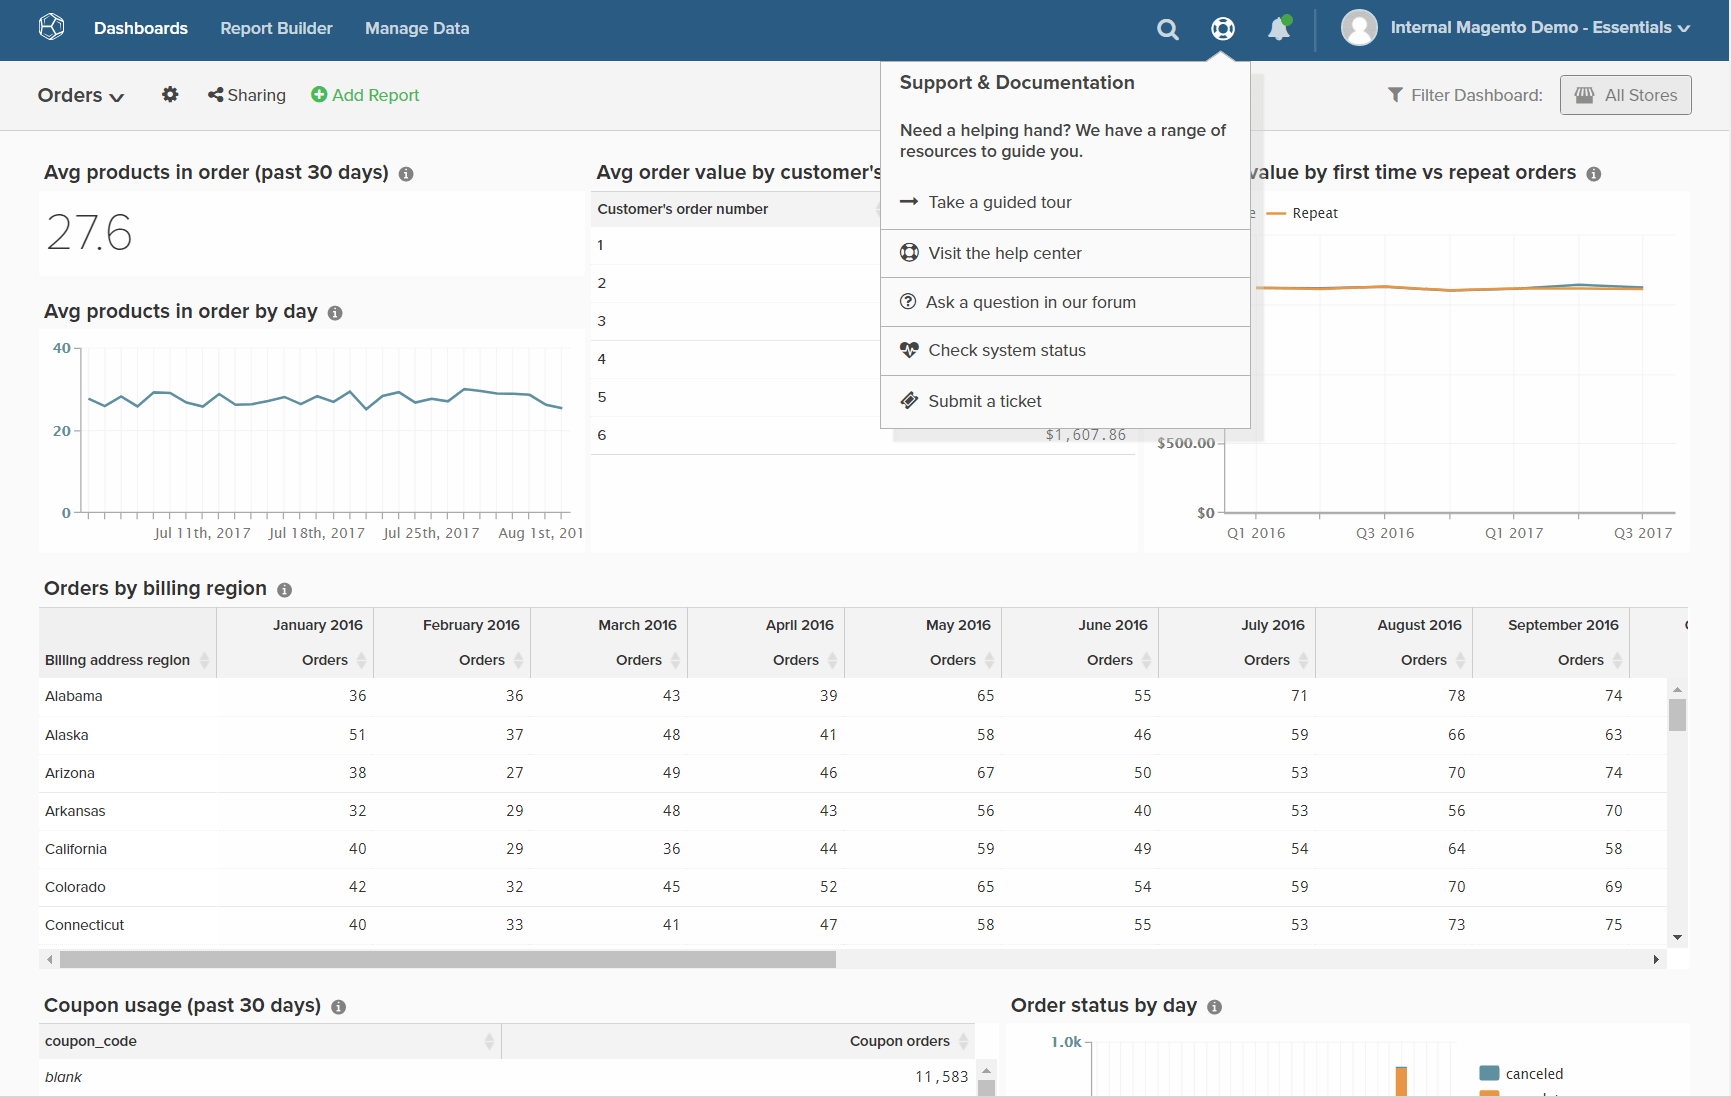 Dashboards Report Builder Manage Data Internal Magento Demo - Essentials
Orders Sharing Add Report Filter Dashboard: All Stores
Support & Documentation
Need a helping hand? We have a range of
resources to guide you.
Take a guided tour
Visit the help center
Ask a question in our forum
Check system status
Submit a ticket
Avg products in order (past 30 days)
27.6
Avg products in order by day
40
20
0
Jul 11th, 2017 Jul 18th, 2017 Jul 25th, 2017 Aug 1st, 201
Avg order value by customer's
Customer's order number
1
2
3
4
5
6 $1,607.86
value by first time vs repeat orders
e Repeat
$500.00
$0
Q1 2016 Q3 2016 Q1 2017 Q3 2017
Orders by billing region
January 2016 February 2016 March 2016 April 2016 May 2016 June 2016 July 2016 August 2016 September 2016
Billing address region Orders Orders Orders Orders Orders Orders Orders Orders Orders
Alabama 36 36 43 39 65 55 71 78 74
Alaska 51 37 48 41 58 46 59 66 63
Arizona 38 27 49 46 67 50 53 70 74
Arkansas 32 29 48 43 56 40 53 56 70
California 40 29 36 44 59 49 54 64 58
Colorado 42 32 45 52 65 54 59 70 69
Connecticut 40 33 41 47 58 55 53 73 75
Coupon usage (past 30 days)
coupon_code Coupon orders
blank 11,583
Order status by day
1.0k
canceled